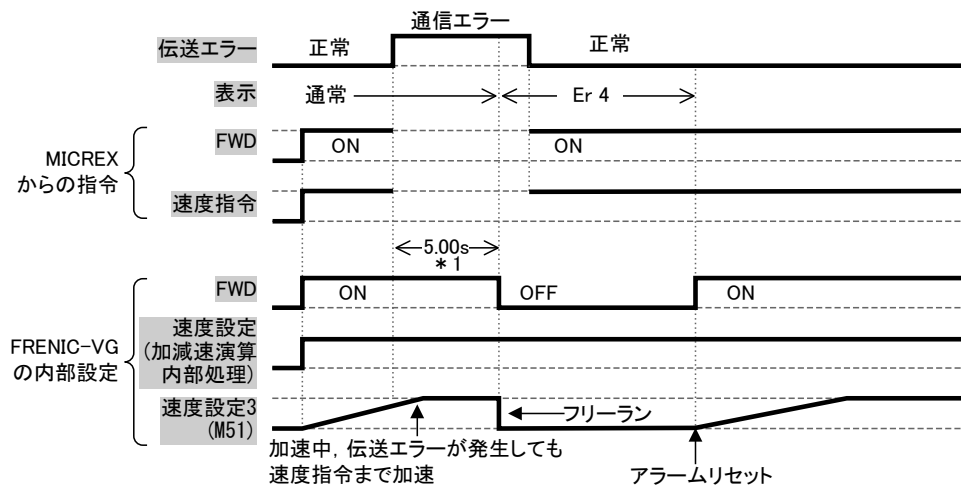 通信エラー
伝送エラー 正常 正常
表示 通常 Er 4
MICREX
からの指令
FWD ON ON
速度指令
5.00s
*1
FRENIC-VG
の内部設定
FWD ON OFF ON
速度設定
(加減速演算
内部処理)
速度設定3
(M51)
フリーラン
加速中，伝送エラーが発生しても
速度指令まで加速
アラームリセット